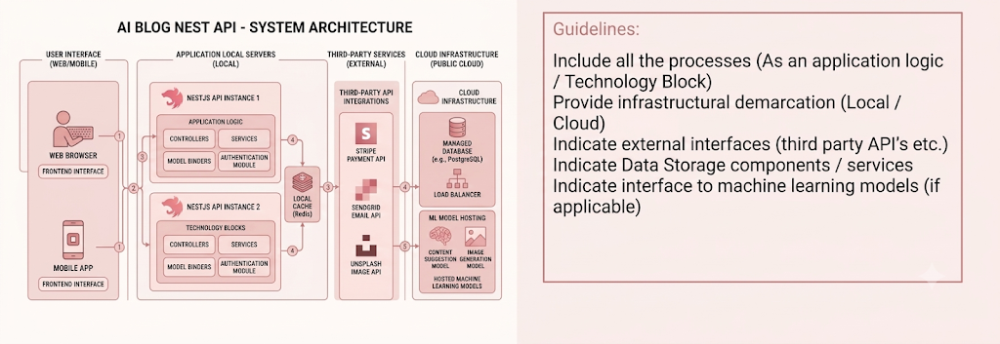 AI BLOG NEST API - SYSTEM ARCHITECTURE
USER INTERFACE
(WEB/MOBILE)
WEB BROWSER
FRONTEND INTERFACE
MOBILE APP
FRONTEND INTERFACE
1
1
2
3
APPLICATION LOCAL SERVERS
(LOCAL)
NESTJS API INSTANCE 1
APPLICATION LOGIC
CONTROLLERS
SERVICES
MODEL BINDERS
AUTHENTICATION
MODULE
NESTJS API INSTANCE 2
TECHNOLOGY BLOCKS
CONTROLLERS
SERVICES
MODEL BINDERS
AUTHENTICATION
MODULE
4
4
LOCAL
CACHE
(Redis)
3
THIRD-PARTY SERVICES
(EXTERNAL)
THIRD-PARTY API
INTEGRATIONS
S
STRIPE
PAYMENT API
SENDGRID
EMAIL API
UNSPLASH
IMAGE API
4
5
CLOUD INFRASTRUCTURE
(PUBLIC CLOUD)
CLOUD
INFRASTRUCTURE
MANAGED
DATABASE
(e.g., PostgreSQL)
LOAD BALANCER
ML MODEL HOSTING
CONTENT
SUGGESTION
MODEL
IMAGE
GENERATION
MODEL
HOSTED MACHINE
LEARNING MODELS
Guidelines:
Include all the processes (As an application logic
/ Technology Block)
Provide infrastructural demarcation (Local /
Cloud)
Indicate external interfaces (third party API's etc.)
Indicate Data Storage components / services
Indicate interface to machine learning models (if
applicable)